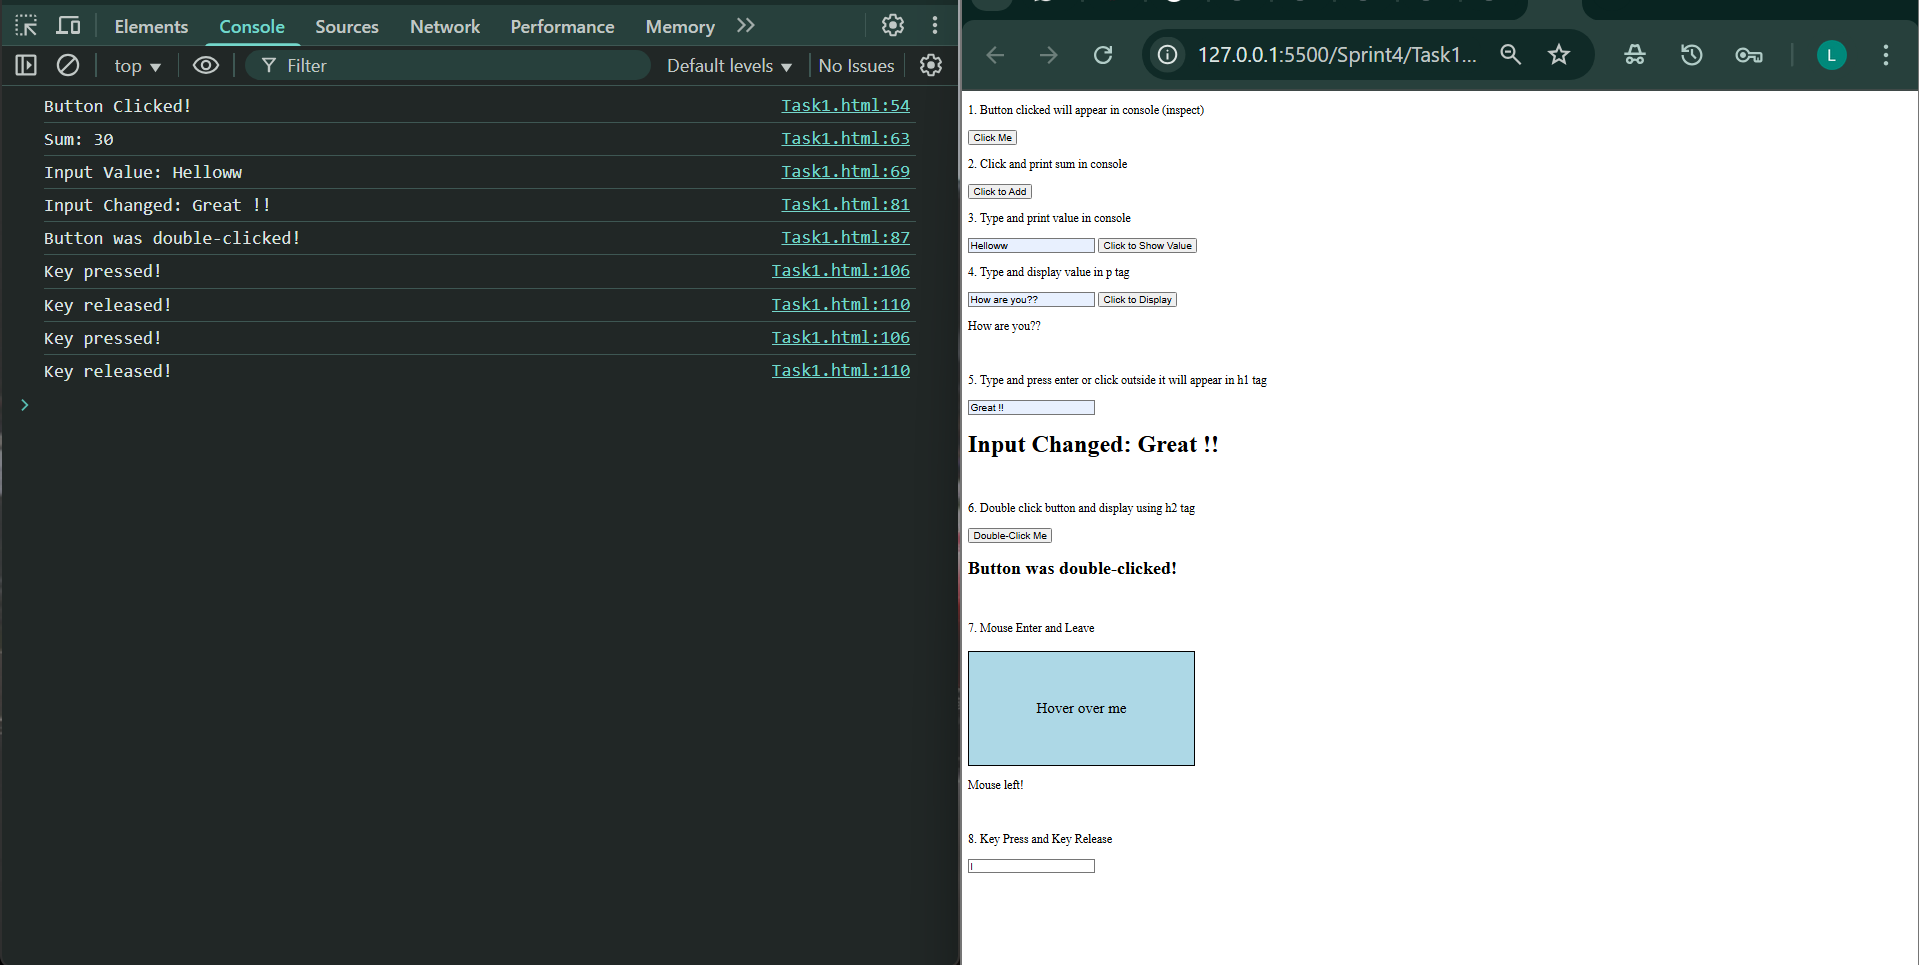 Elements Console Sources Network Performance Memory
top Filter Default levels No Issues
Button Clicked! Task1.html:54
Sum: 30 Task1.html:63
Input Value: Helloww Task1.html:69
Input Changed: Great !! Task1.html:81
Button was double-clicked! Task1.html:87
Key pressed! Task1.html:106
Key released! Task1.html:110
Key pressed! Task1.html:106
Key released! Task1.html:110
127.0.0.1:5500/Sprint4/Task1... L
1. Button clicked will appear in console (inspect)
Click Me
2. Click and print sum in console
Click to Add
3. Type and print value in console
Helloww Click to Show Value
4. Type and display value in p tag
How are you?? Click to Display
How are you??
5. Type and press enter or click outside it will appear in h1 tag
Great !!
Input Changed: Great !!
6. Double click button and display using h2 tag
Double-Click Me
Button was double-clicked!
7. Mouse Enter and Leave
Hover over me
Mouse left!
8. Key Press and Key Release